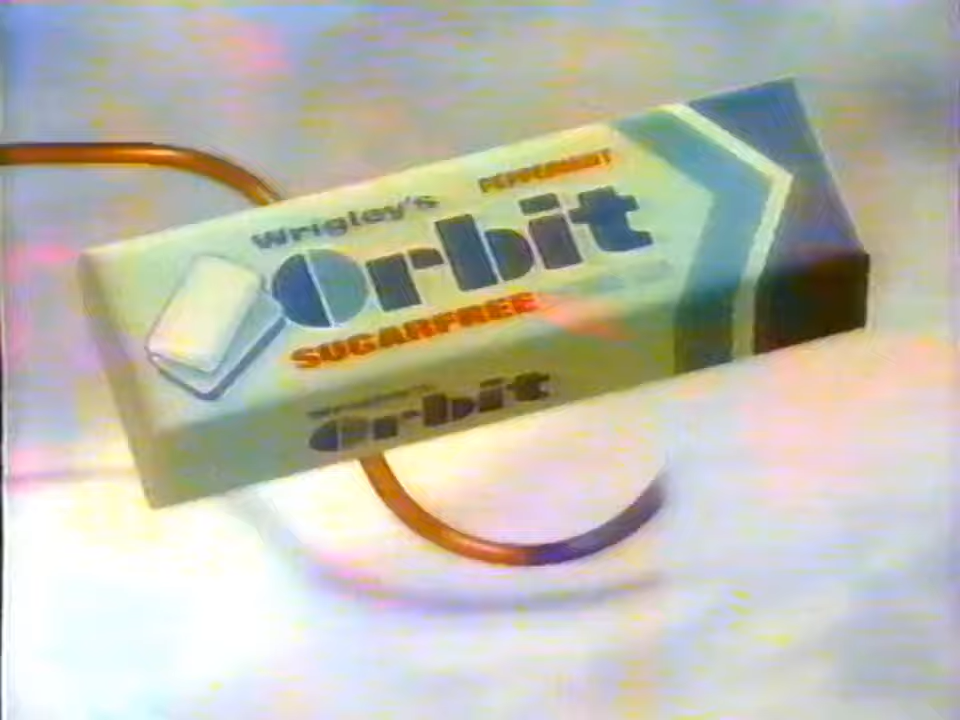 PEPPERMINT
Wrigley's
Orbit
SUGARFREE
Orbit